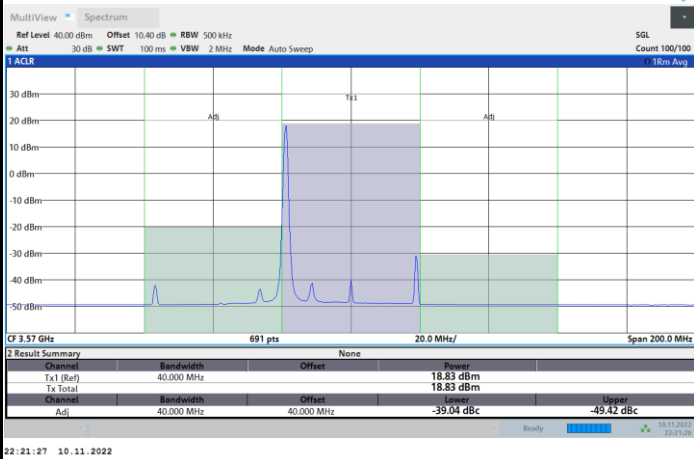 MultiView Spectrum
Ref Level 40.00 dBm Offset 10.40 dB RBW 500 kHz SGL
Att 30 dB SWT 100 ms VBW 2 MHz Mode Auto Sweep Count 100/100
1 ACLR 1Rm Avg
30 dBm
Tx1
20 dBm
Adj Adj
10 dBm
0 dBm
-10 dBm
-20 dBm
-30 dBm
-40 dBm
-50 dBm
CF 3.57 GHz 691 pts 20.0 MHz/ Span 200.0 MHz
2 Result Summary None
Channel Bandwidth Offset Power
Tx1 (Ref) 40.000 MHz 18.83 dBm
Tx Total 18.83 dBm
Channel Bandwidth Offset Lower Upper
Adj 40.000 MHz 40.000 MHz -39.04 dBc -49.42 dBc
Ready 10.11.2022
22:21:26
22:21:27 10.11.2022